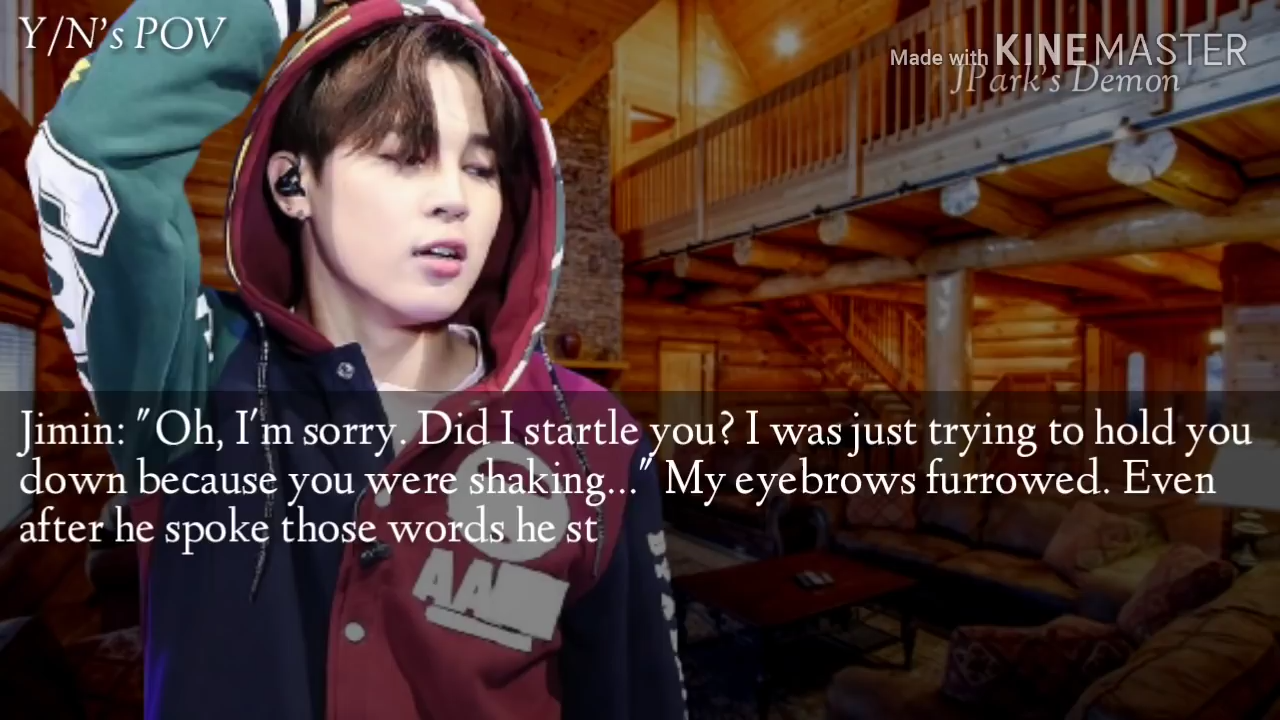 Y/N's POV
Made with KINEMASTER
JPark's Demon
Jimin: "Oh, I'm sorry. Did I startle you? I was just trying to hold you
down because you were shaking..." My eyebrows furrowed. Even
after he spoke those words he st